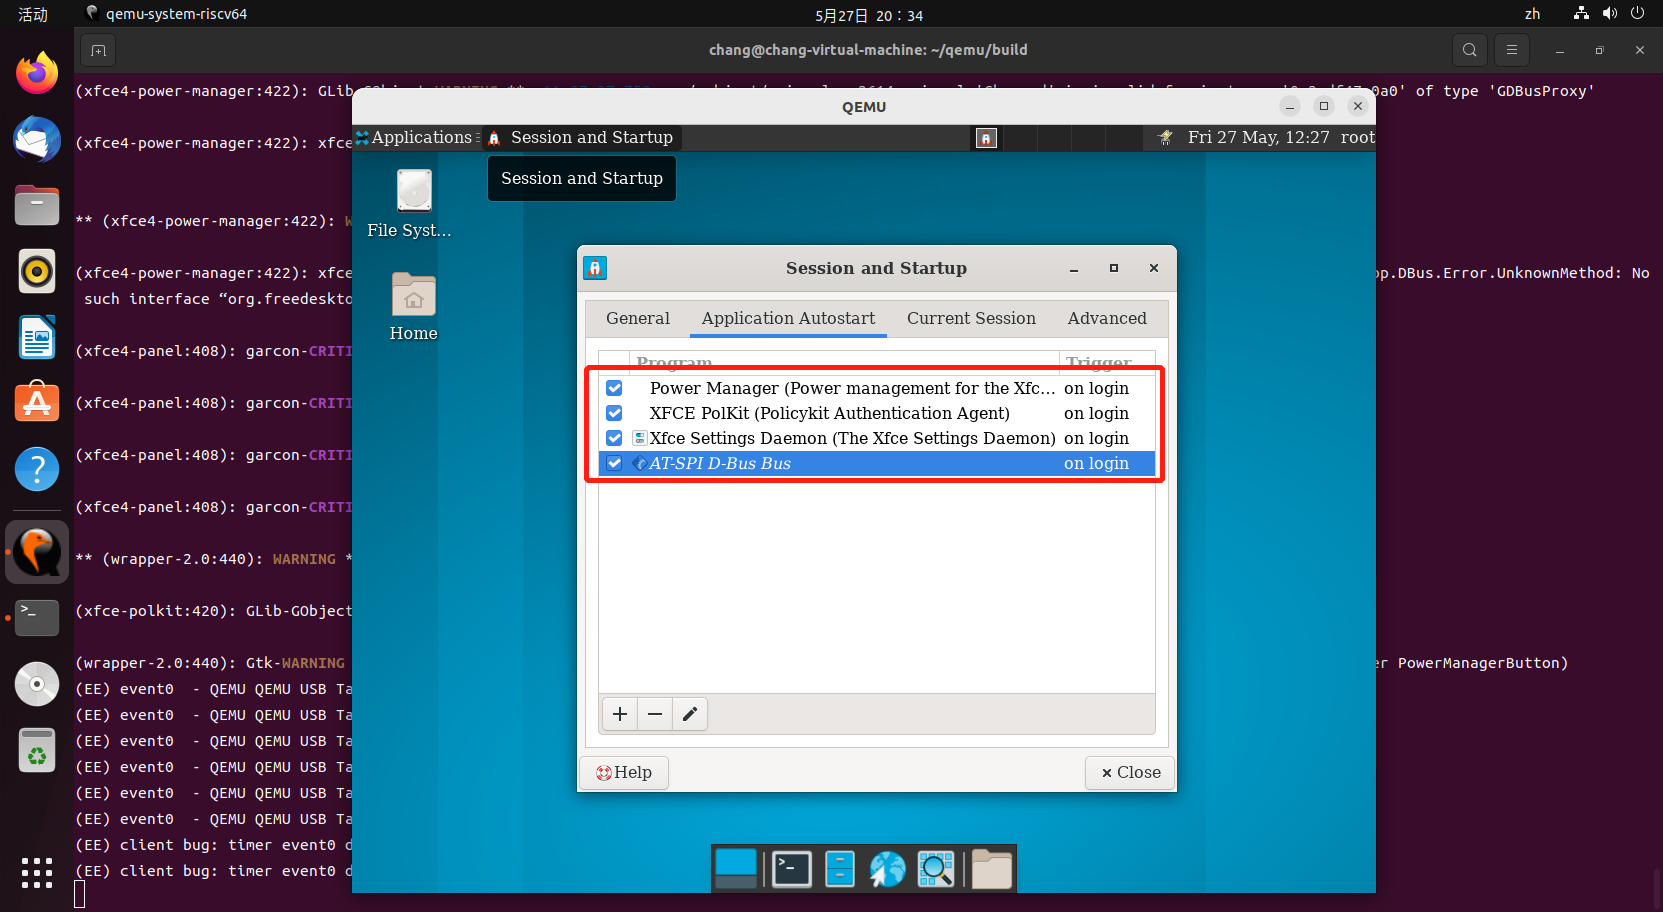 活动
qemu-system-riscv64
5月27日 20：34
zh
chang@chang-virtual-machine: ~/qemu/build
(xfce4-power-manager:422): GLib
' of type 'GDBusProxy'
QEMU
(xfce4-power-manager:422): xfce
Applications
Session and Startup
Fri 27 May, 12:27 root
Session and Startup
** (xfce4-power-manager:422): W
File Syst...
(xfce4-power-manager:422): xfce
op.DBus.Error.UnknownMethod: No
such interface “org.freedeskto
Home
Session and Startup
General
Application Autostart
Current Session
Advanced
(xfce4-panel:408): garcon-CRITI
Program
Trigger
Power Manager (Power management for the Xfc... on login
XFCE PolKit (Policykit Authentication Agent) on login
(xfce4-panel:408): garcon-CRITI
Xfce Settings Daemon (The Xfce Settings Daemon) on login
(xfce4-panel:408): garcon-CRITI
AT-SPI D-Bus Bus on login
(xfce4-panel:408): garcon-CRITI
** (wrapper-2.0:440): WARNING *
(xfce-polkit:420): GLib-GObject
(wrapper-2.0:440): Gtk-WARNING
er PowerManagerButton)
(EE) event0 - QEMU QEMU USB Ta
(EE) event0 - QEMU QEMU USB Ta
(EE) event0 - QEMU QEMU USB Ta
(EE) event0 - QEMU QEMU USB Ta
(EE) event0 - QEMU QEMU USB Ta
(EE) event0 - QEMU QEMU USB Ta
Help
Close
(EE) client bug: timer event0 d
(EE) client bug: timer event0 d